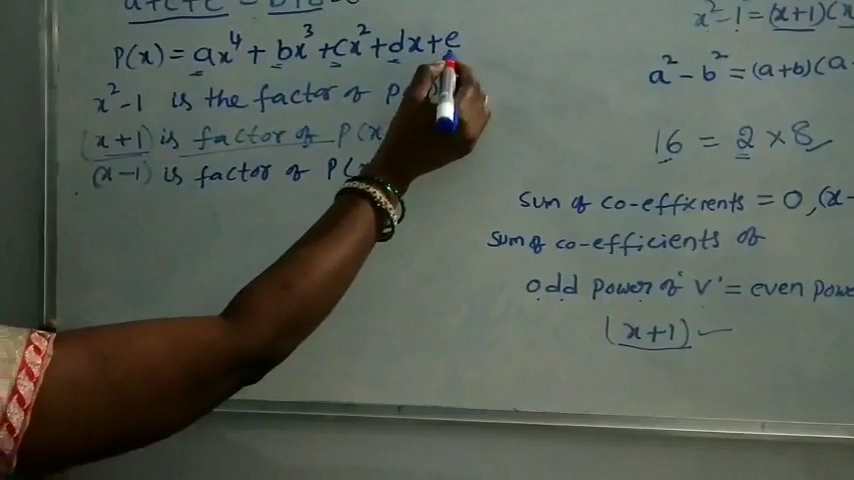 a+c+e = b+d = 0
P(x) = ax⁴ + bx³ + cx² + dx + e
x²-1 is the factor of P
(x+1) is factor of P(x
(x-1) is factor of P(
x²-1 = (x+1)(x
a²-b² = (a+b)(a-
16 = 2 × 8
Sum of co-efficients = 0, (x-
Sum of co-efficients of
odd power of 'v' = even powe
(x+1)